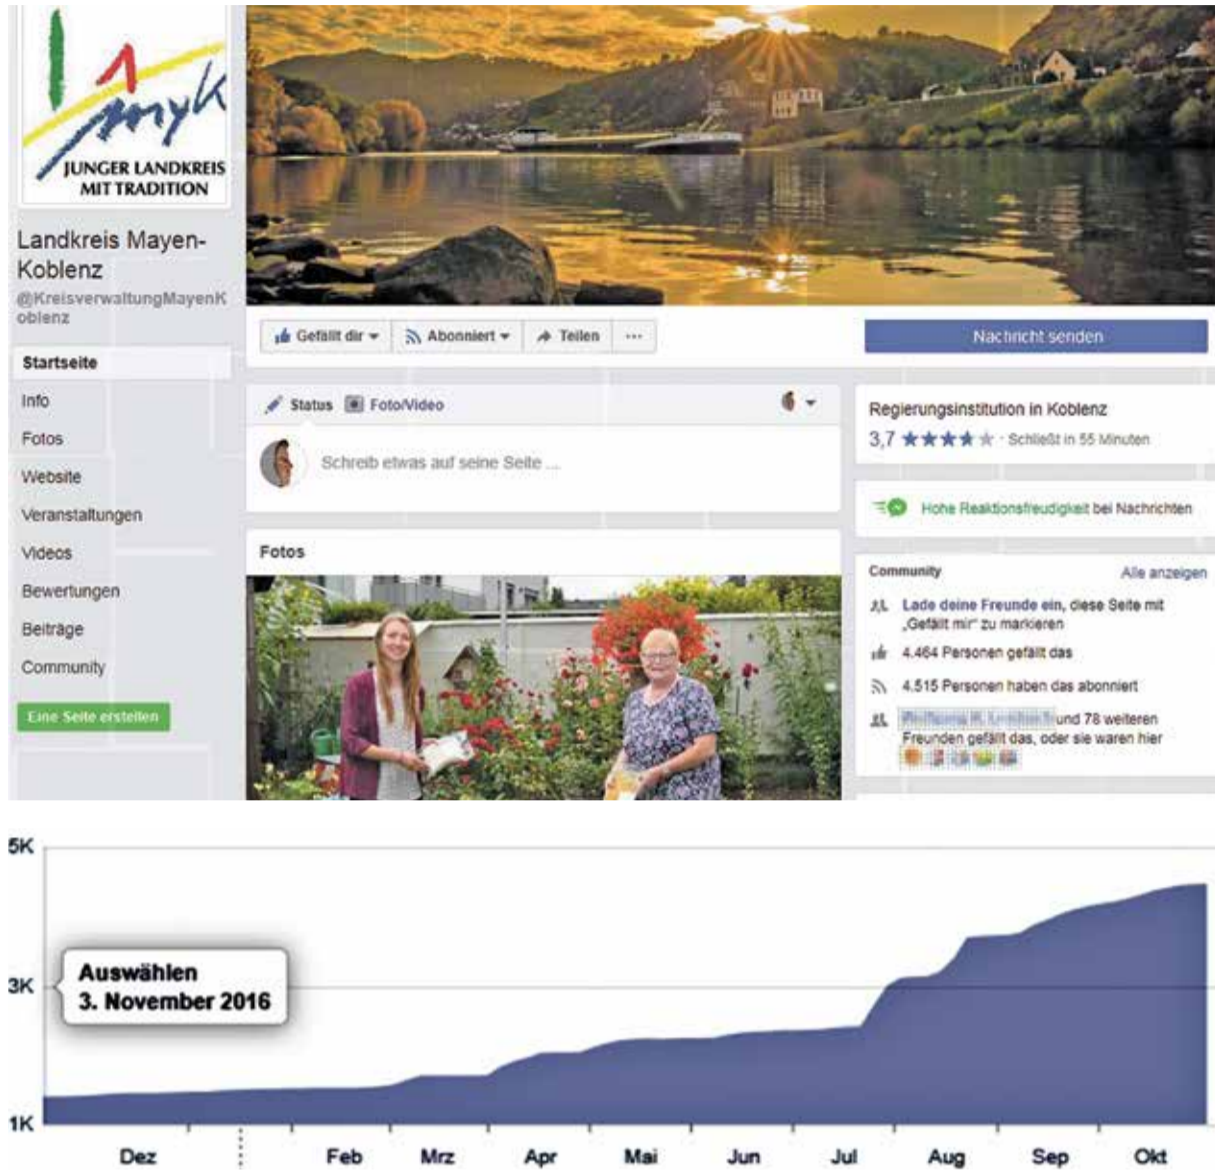 myk
JUNGER LANDKREIS
MIT TRADITION
Landkreis Mayen-
Koblenz
@KreisverwaltungMayenK
oblenz
Startseite
Info
Fotos
Website
Veranstaltungen
Videos
Bewertungen
Beiträge
Community
Eine Seite erstellen
Gefällt dir
Abonniert
Teilen
Nachricht senden
Status
Foto/Video
Schreib etwas auf seine Seite ...
Fotos
Regierungsinstitution in Koblenz
3,7 · Schließt in 55 Minuten
Hohe Reaktionsfreudigkeit bei Nachrichten
Community
Alle anzeigen
Lade deine Freunde ein, diese Seite mit
„Gefällt mir" zu markieren
4.464 Personen gefällt das
4.515 Personen haben das abonniert
und 78 weiteren
Freunden gefällt das, oder sie waren hier
5K
Auswählen
3K
3. November 2016
1K
Dez
Feb
Mrz
Apr
Mai
Jun
Jul
Aug
Sep
Okt